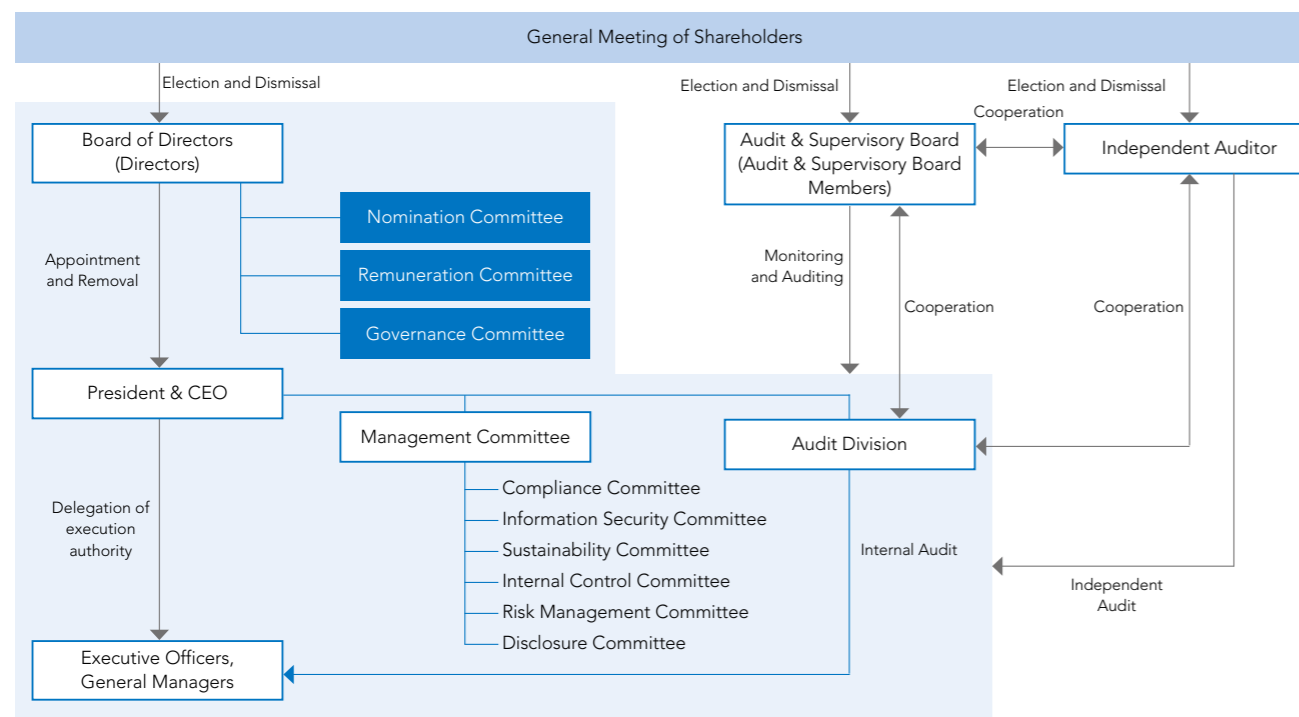 General Meeting of Shareholders
Election and Dismissal
Election and Dismissal
Election and Dismissal
Cooperation
Board of Directors
(Directors)
Audit & Supervisory Board
(Audit & Supervisory Board
Members)
Independent Auditor
Nomination Committee
Remuneration Committee
Governance Committee
Appointment
and Removal
Monitoring
and Auditing
Cooperation
Cooperation
President & CEO
Management Committee
Audit Division
Compliance Committee
Information Security Committee
Sustainability Committee
Internal Control Committee
Risk Management Committee
Disclosure Committee
Delegation of
execution
authority
Internal Audit
Independent
Audit
Executive Officers,
General Managers